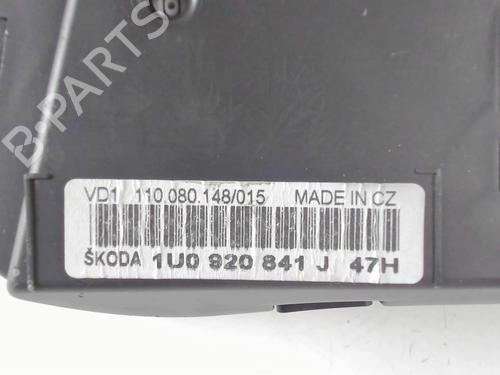 B-PARTS
VD1 110.080.148/015 MADE IN CZ
ŠKODA 1U0 920 841 J 47H